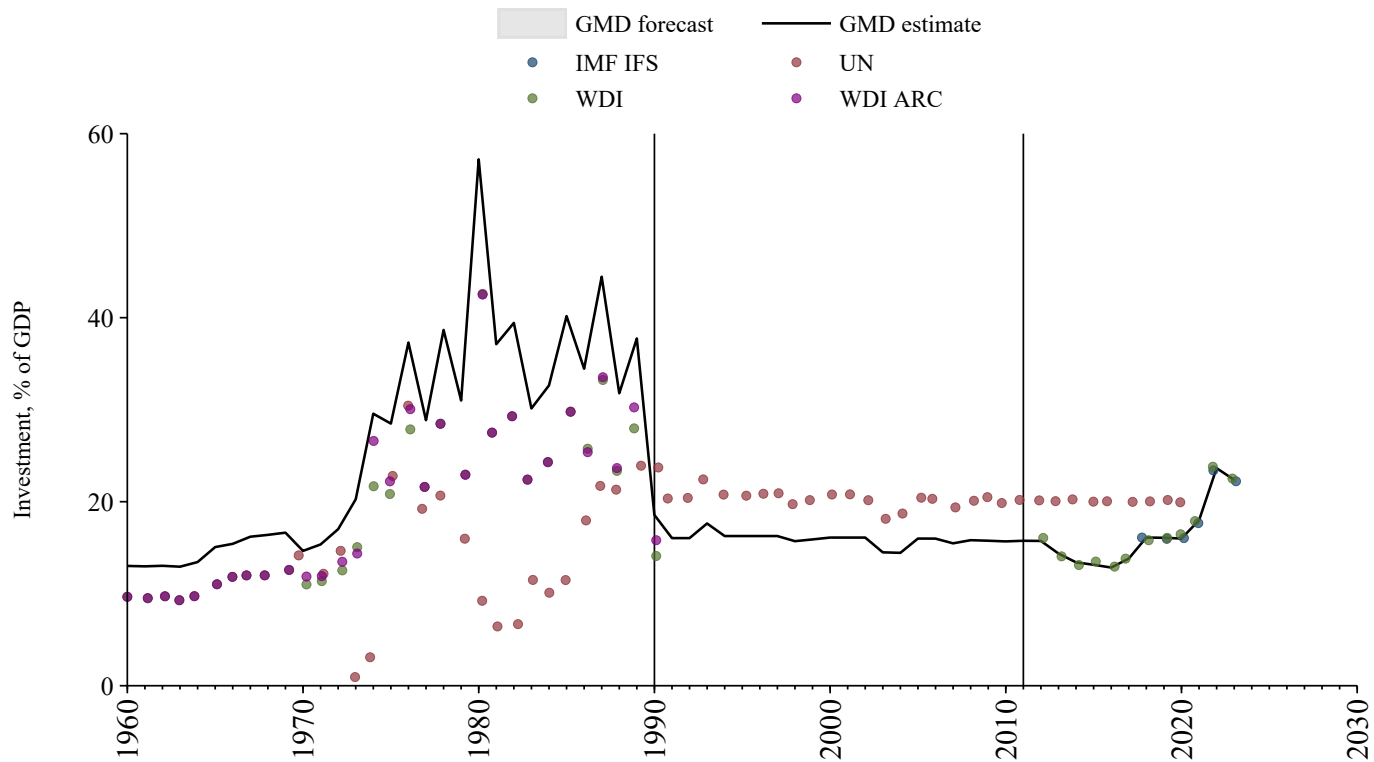 GMD forecast
GMD estimate
IMF IFS
UN
WDI
WDI ARC
Investment, % of GDP
60
40
20
0
1960
1970
1980
1990
2000
2010
2020
2030